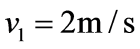 v₁ = 2m / s